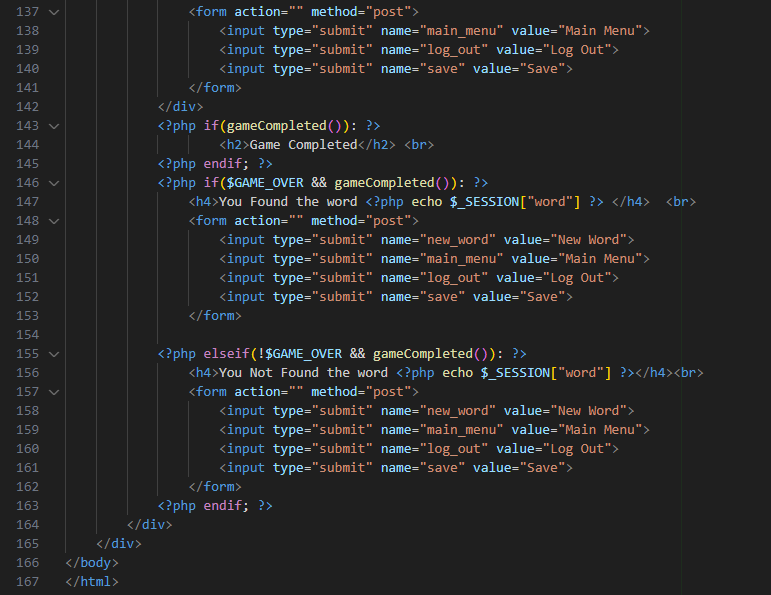 137 <form action="" method="post">
138 <input type="submit" name="main_menu" value="Main Menu">
139 <input type="submit" name="log_out" value="Log Out">
140 <input type="submit" name="save" value="Save">
141 </form>
142 </div>
143 <?php if(gameCompleted()): ?>
144 <h2>Game Completed</h2> <br>
145 <?php endif; ?>
146 <?php if($GAME_OVER && gameCompleted()): ?>
147 <h4>You Found the word <?php echo $_SESSION["word"] ?> </h4>  <br>
148 <form action="" method="post">
149 <input type="submit" name="new_word" value="New Word">
150 <input type="submit" name="main_menu" value="Main Menu">
151 <input type="submit" name="log_out" value="Log Out">
152 <input type="submit" name="save" value="Save">
153 </form>
154
155 <?php elseif(!$GAME_OVER && gameCompleted()): ?>
156 <h4>You Not Found the word <?php echo $_SESSION["word"] ?></h4><br>
157 <form action="" method="post">
158 <input type="submit" name="new_word" value="New Word">
159 <input type="submit" name="main_menu" value="Main Menu">
160 <input type="submit" name="log_out" value="Log Out">
161 <input type="submit" name="save" value="Save">
162 </form>
163 <?php endif; ?>
164 </div>
165 </div>
166 </body>
167 </html>